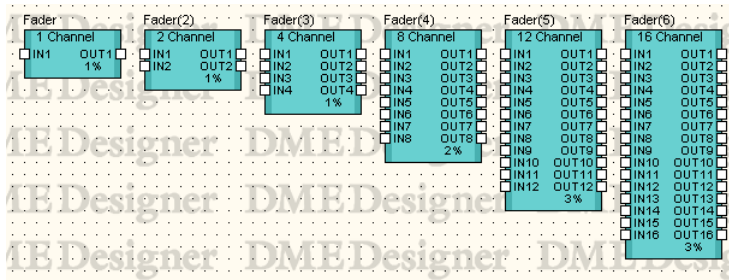 Fader
1 Channel
IN1 OUT1
1%
Fader(2)
2 Channel
IN1 OUT1
IN2 OUT2
1%
Fader(3)
4 Channel
IN1 OUT1
IN2 OUT2
IN3 OUT3
IN4 OUT4
1%
Fader(4)
8 Channel
IN1 OUT1
IN2 OUT2
IN3 OUT3
IN4 OUT4
IN5 OUT5
IN6 OUT6
IN7 OUT7
IN8 OUT8
2%
Fader(5)
12 Channel
IN1 OUT1
IN2 OUT2
IN3 OUT3
IN4 OUT4
IN5 OUT5
IN6 OUT6
IN7 OUT7
IN8 OUT8
IN9 OUT9
IN10 OUT10
IN11 OUT11
IN12 OUT12
3%
Fader(6)
16 Channel
IN1 OUT1
IN2 OUT2
IN3 OUT3
IN4 OUT4
IN5 OUT5
IN6 OUT6
IN7 OUT7
IN8 OUT8
IN9 OUT9
IN10 OUT10
IN11 OUT11
IN12 OUT12
IN13 OUT13
IN14 OUT14
IN15 OUT15
IN16 OUT16
3%
DME Designer